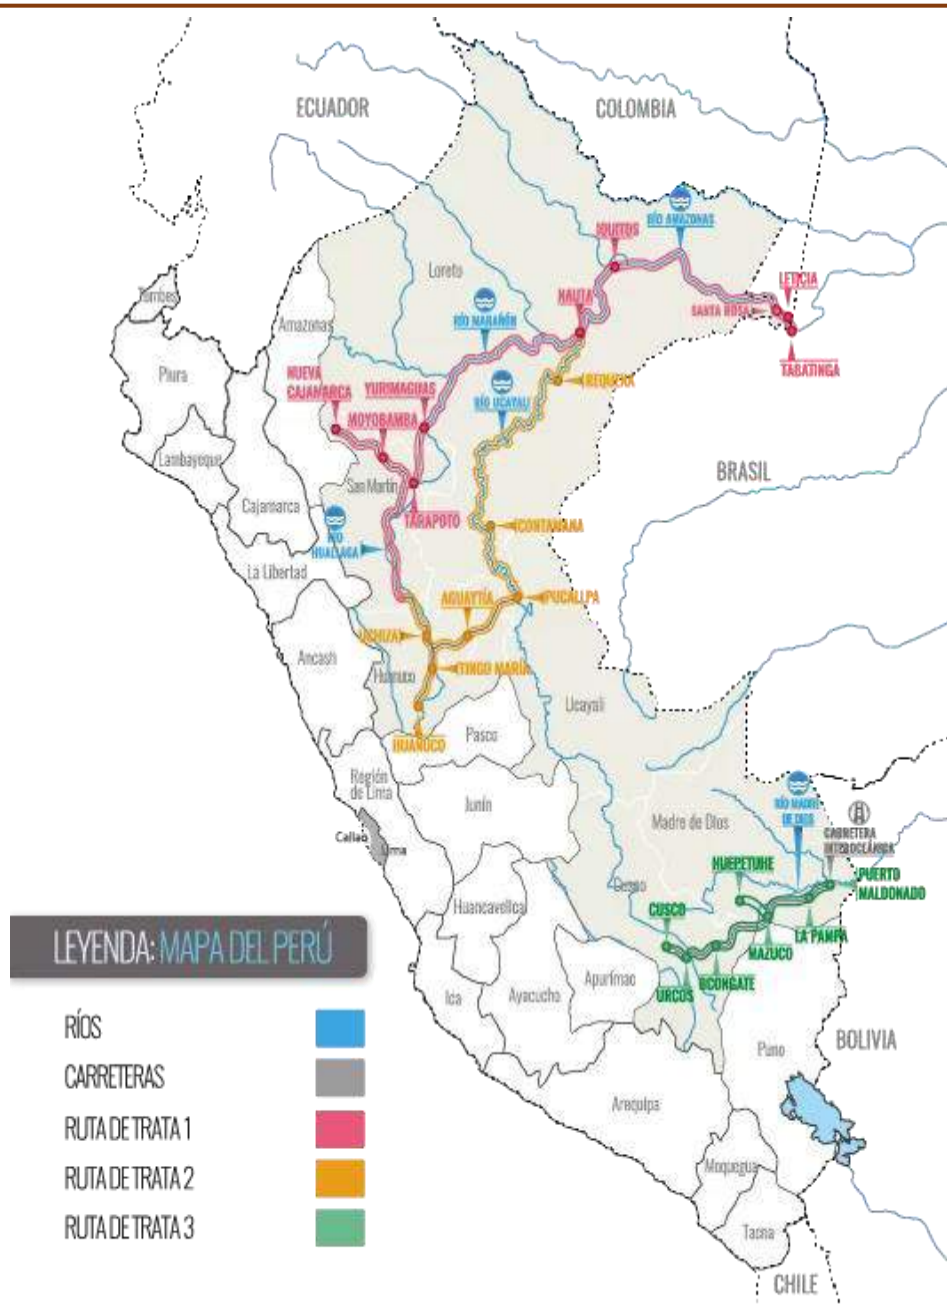 ECUADOR
COLOMBIA
RÍO AMAZONAS
IQUITOS
Loreto
LETICIA
NAUTA
SANTA ROSA
Tumbes
RÍO MARAÑÓN
Amazonas
TABATINGA
Piura
NUEVA
CAJAMARCA
YURIMAGUAS
REQUENA
RÍO UCAYALI
MOYOBAMBA
Lambayeque
BRASIL
San Martín
Cajamarca
TARAPOTO
CONTAMANA
RÍO
HUALLAGA
La Libertad
AGUAYTÍA
PUCALLPA
UCHIZA
Ancash
Huánuco
TINGO MARÍA
Ucayali
HUÁNUCO
Pasco
Región
de Lima
Junín
RÍO MADRE
DE DIOS
Madre de Dios
CARRETERA
INTEROCEÁNICA
Callao
Lima
HUEPETUHE
PUERTO
MALDONADO
Cusco
Huancavelica
CUSCO
LA PAMPA
MAZUCO
LEYENDA: MAPA DEL PERÚ
Apurímac
OCONGATE
URCOS
Ica
Ayacucho
BOLIVIA
Puno
RÍOS
CARRETERAS
Arequipa
RUTA DE TRATA 1
Moquegua
RUTA DE TRATA 2
RUTA DE TRATA 3
Tacna
CHILE